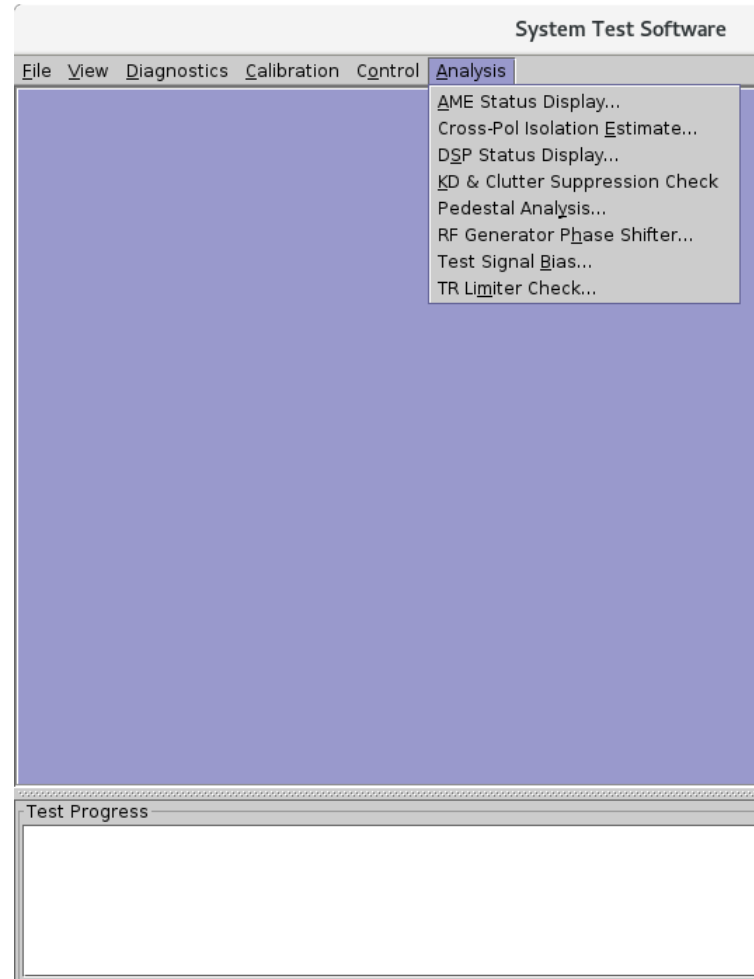 System Test Software
File View Diagnostics Calibration Control Analysis
AME Status Display...
Cross-Pol Isolation Estimate...
DSP Status Display...
KD & Clutter Suppression Check
Pedestal Analysis...
RF Generator Phase Shifter...
Test Signal Bias...
TR Limiter Check...
Test Progress